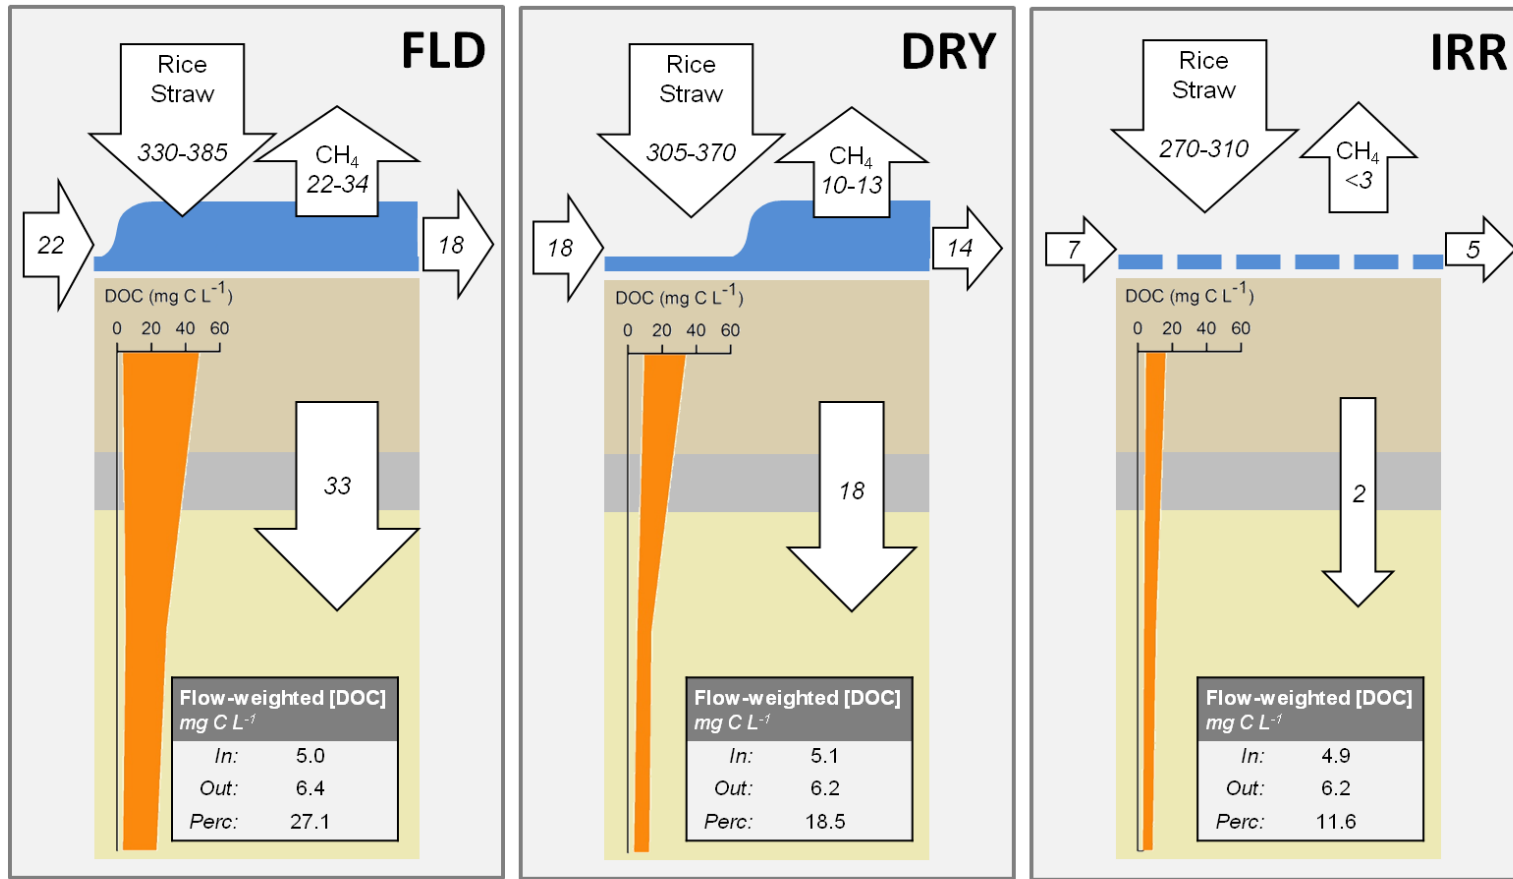 FLD
Rice
Straw
330-385
CH4
22-34
22
18
DOC (mg C L-1)
0 20 40 60
33
Flow-weighted [DOC]
mg C L-1
In: 5.0
Out: 6.4
Perc: 27.1
DRY
Rice
Straw
305-370
CH4
10-13
18
14
DOC (mg C L-1)
0 20 40 60
18
Flow-weighted [DOC]
mg C L-1
In: 5.1
Out: 6.2
Perc: 18.5
IRR
Rice
Straw
270-310
CH4
<3
7
5
DOC (mg C L-1)
0 20 40 60
2
Flow-weighted [DOC]
mg C L-1
In: 4.9
Out: 6.2
Perc: 11.6